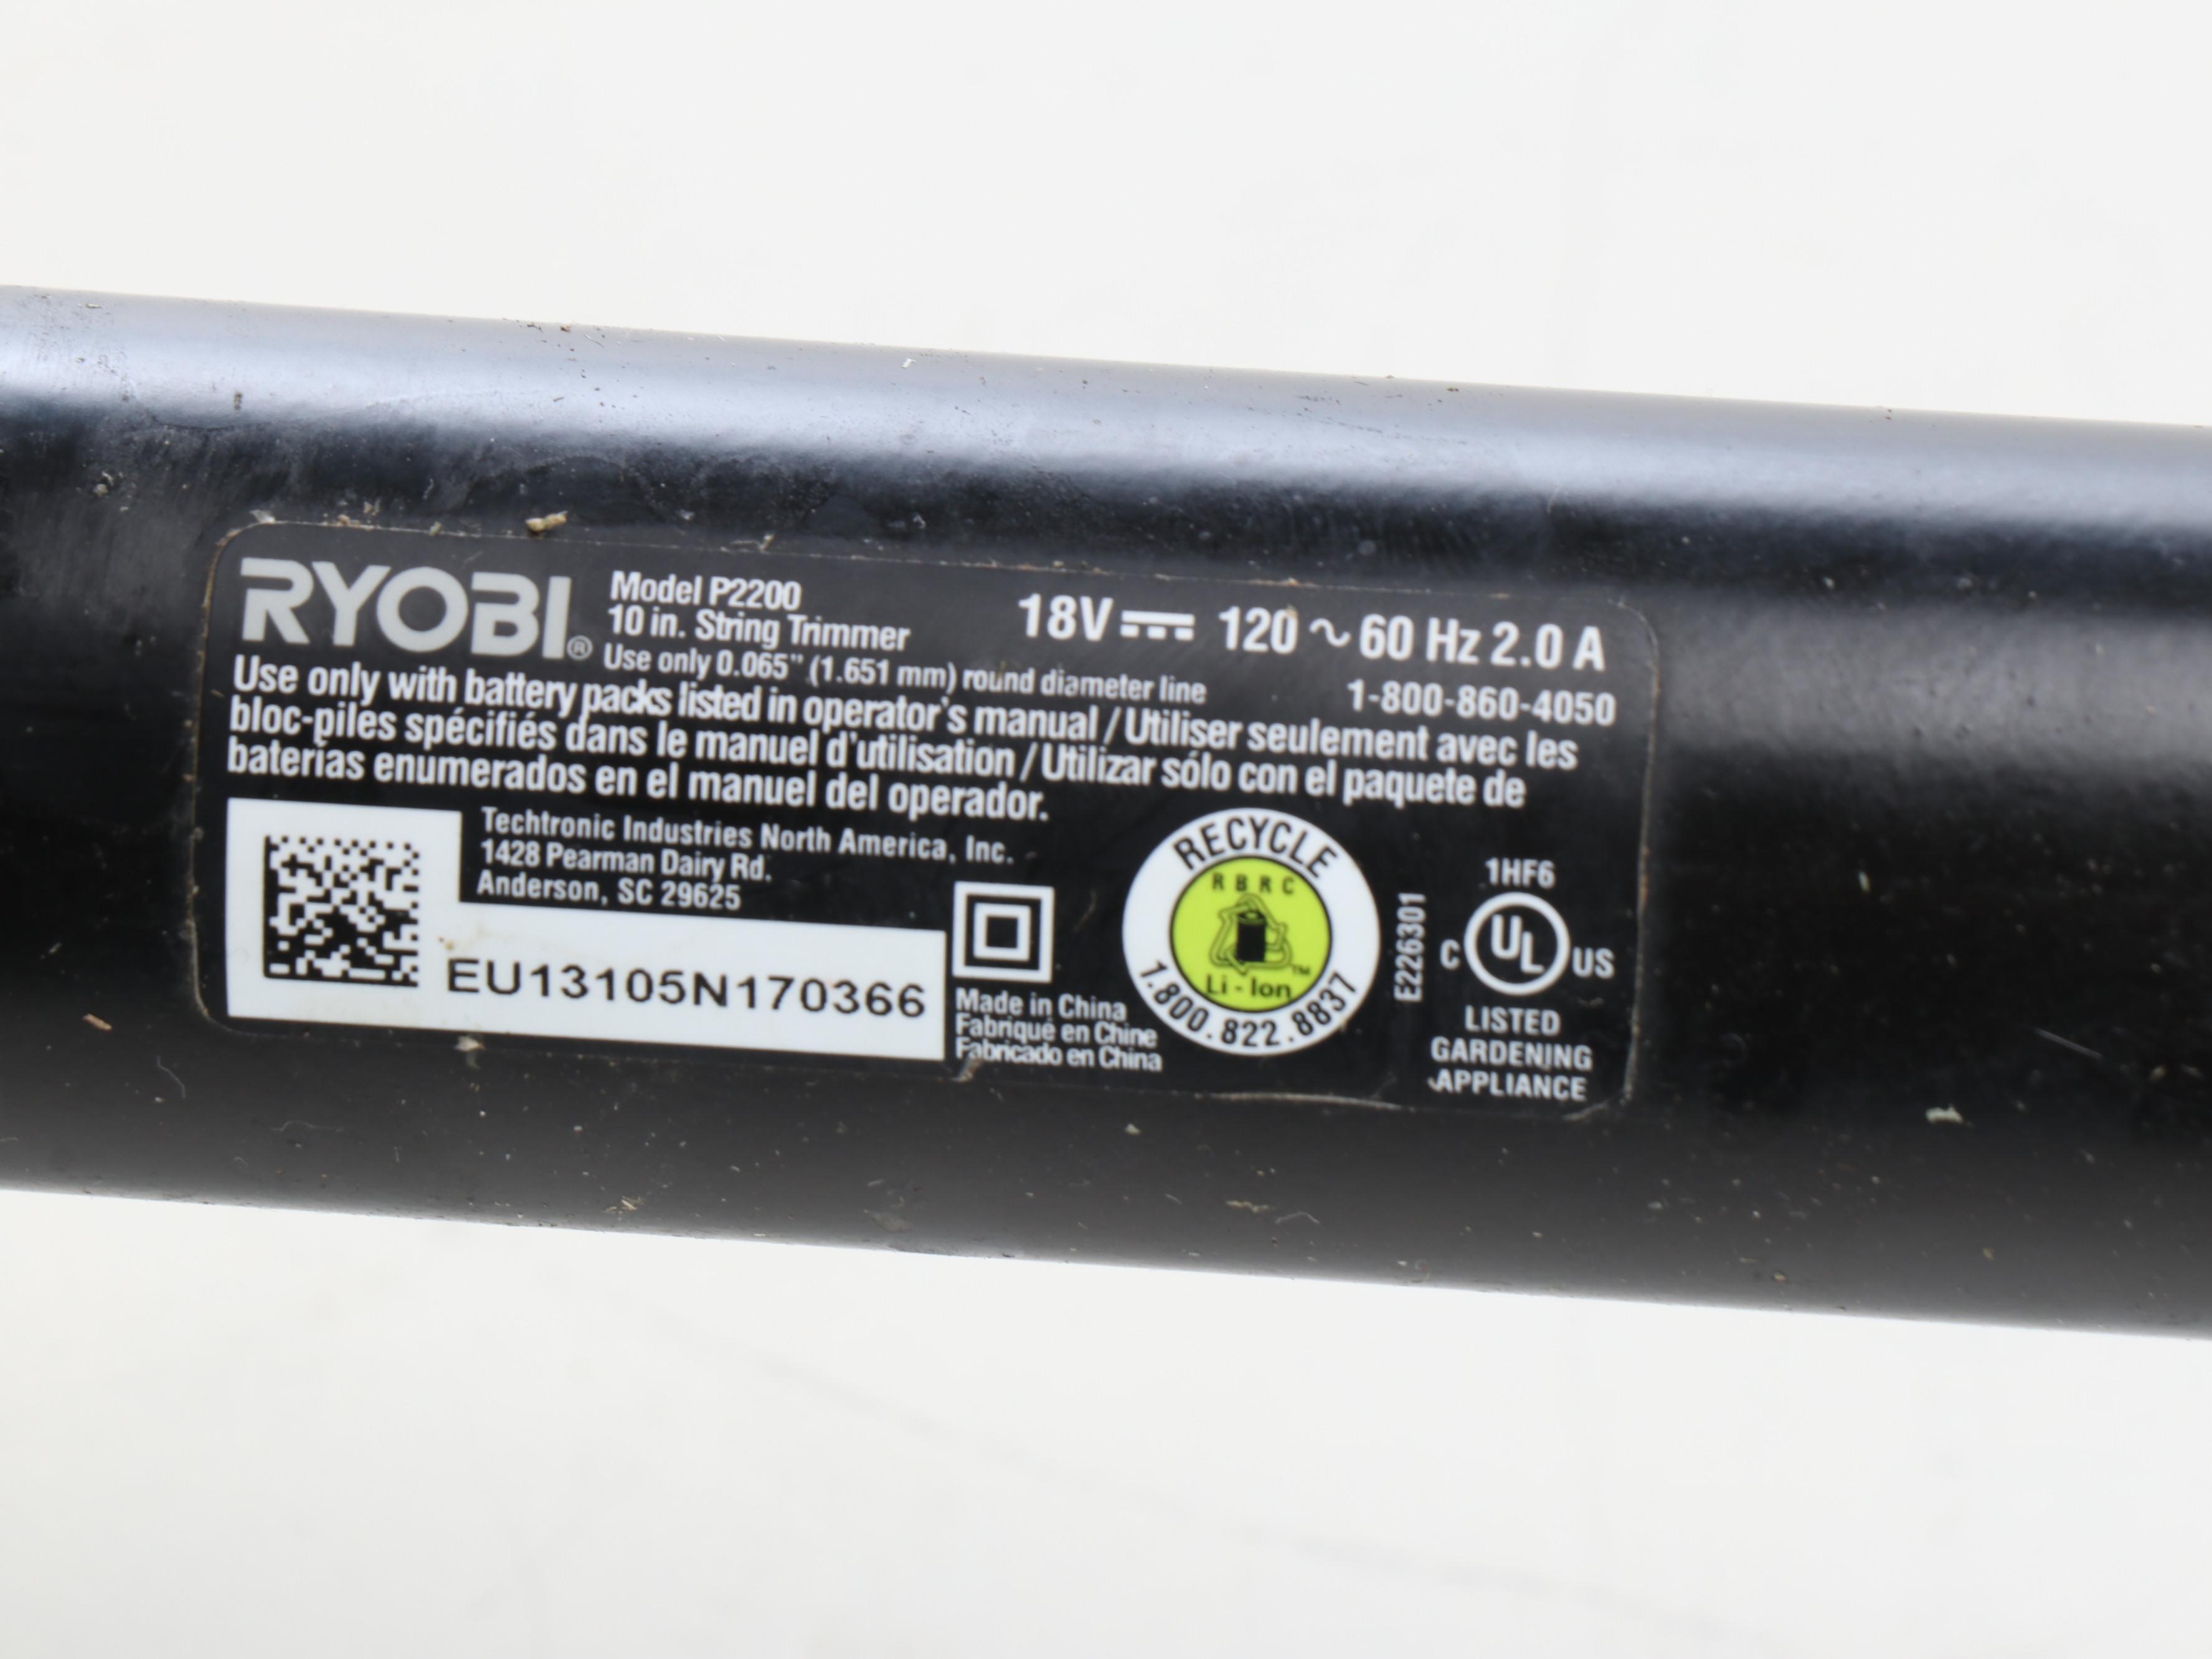 RYOBI®
Model P2200
10 in. String Trimmer
Use only 0.065" (1.651 mm) round diameter line
18V ⎓ 120 ~ 60 Hz 2.0 A
1-800-860-4050
Use only with battery packs listed in operator's manual / Utiliser seulement avec les
bloc-piles spécifiés dans le manuel d'utilisation / Utilizar sólo con el paquete de
baterías enumerados en el manuel del operador.
Techtronic Industries North America, Inc.
1428 Pearman Dairy Rd.
Anderson, SC 29625
EU13105N170366
Made in China
Fabriqué en Chine
Fabricado en China
RECYCLE
RBRC
Li-Ion
TM
1.800.822.8837
E226301
1HF6
C UL US
LISTED
GARDENING
APPLIANCE